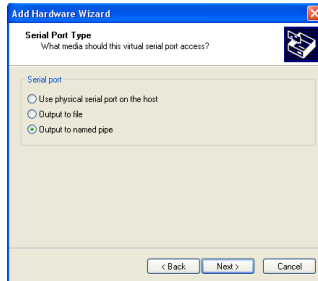 Add Hardware Wizard
Serial Port Type
What media should this virtual serial port access?
Serial port
Use physical serial port on the host
Output to file
Output to named pipe
< Back
Next >
Cancel